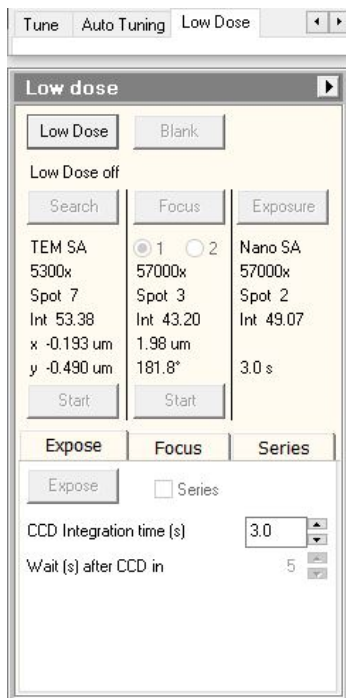 Tune Auto Tuning Low Dose
Low dose
Low Dose Blank
Low Dose off
Search Focus Exposure
TEM SA 1 2 Nano SA
5300x 57000x 57000x
Spot 7 Spot 3 Spot 2
Int 53.38 Int 43.20 Int 49.07
x -0.193 um 1.98 um
y -0.490 um 181.8° 3.0 s
Start Start
Expose Focus Series
Expose Series
CCD Integration time (s) 3.0
Wait (s) after CCD in 5